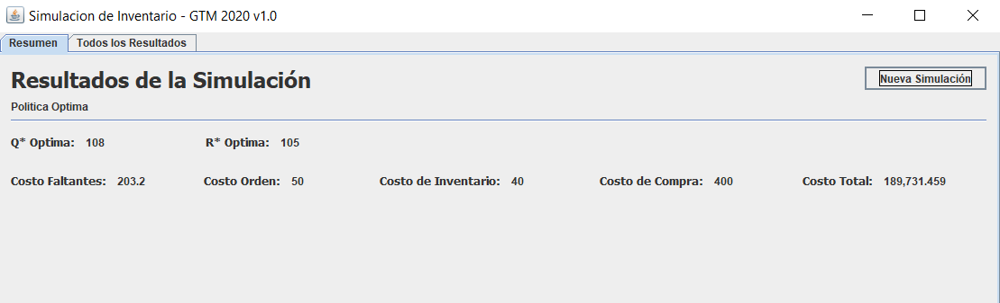 Simulacion de Inventario - GTM 2020 v1.0
Resumen Todos los Resultados
Resultados de la Simulación Nueva Simulación
Politica Optima
Q* Optima: 108 R* Optima: 105
Costo Faltantes: 203.2 Costo Orden: 50 Costo de Inventario: 40 Costo de Compra: 400 Costo Total: 189,731.459